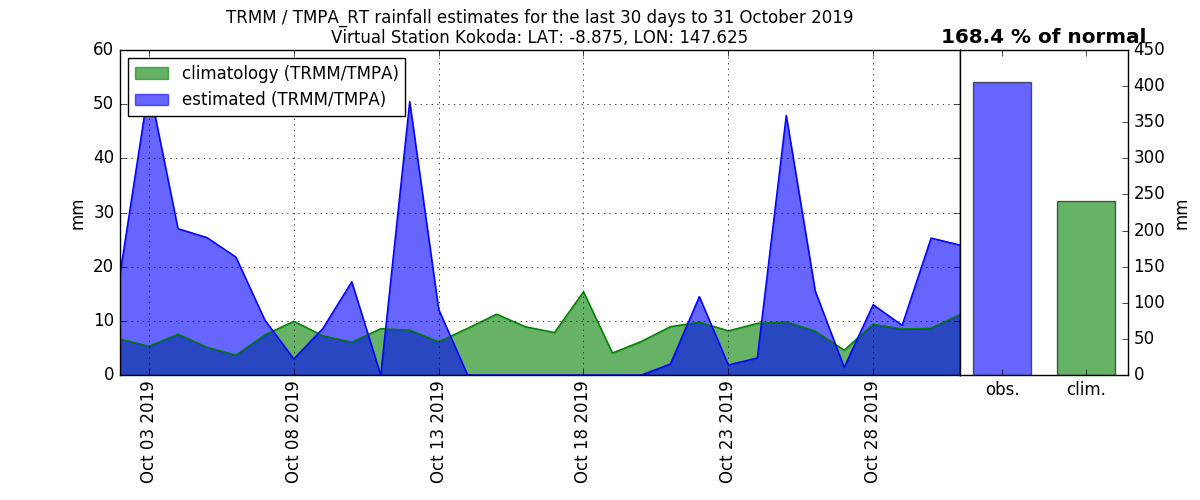 TRMM / TMPA_RT rainfall estimates for the last 30 days to 31 October 2019
Virtual Station Kokoda: LAT: -8.875, LON: 147.625
168.4 % of normal
climatology (TRMM/TMPA)
estimated (TRMM/TMPA)
60
50
40
30
20
10
0
mm
Oct 03 2019
Oct 08 2019
Oct 13 2019
Oct 18 2019
Oct 23 2019
Oct 28 2019
450
400
350
300
250
200
150
100
50
0
mm
obs.
clim.